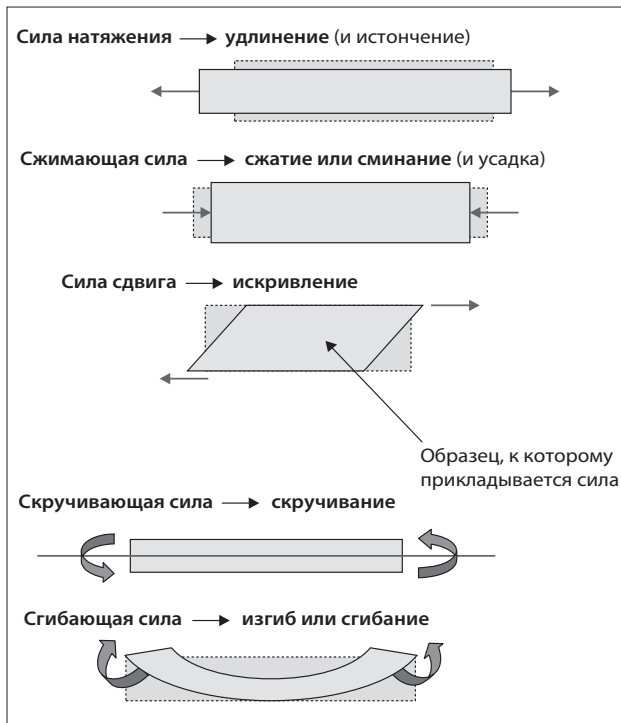 Сила натяжения → удлинение (и истончение)
Сжимающая сила → сжатие или сминание (и усадка)
Сила сдвига → искривление
Образец, к которому
прикладывается сила
Скручивающая сила → скручивание
Сгибающая сила → изгиб или сгибание